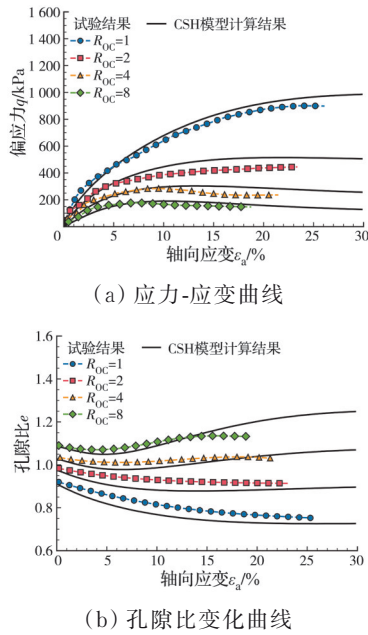 试验结果 CSH模型计算结果
R_OC=1
R_OC=2
R_OC=4
R_OC=8
偏应力q/kPa
1 600
1 400
1 200
1 000
800
600
400
200
0 5 10 15 20 25 30
轴向应变ε_a/%
(a) 应力-应变曲线
试验结果 CSH模型计算结果
R_OC=1
R_OC=2
R_OC=4
R_OC=8
孔隙比e
1.6
1.4
1.2
1.0
0.8
0.6
0 5 10 15 20 25 30
轴向应变ε_a/%
(b) 孔隙比变化曲线